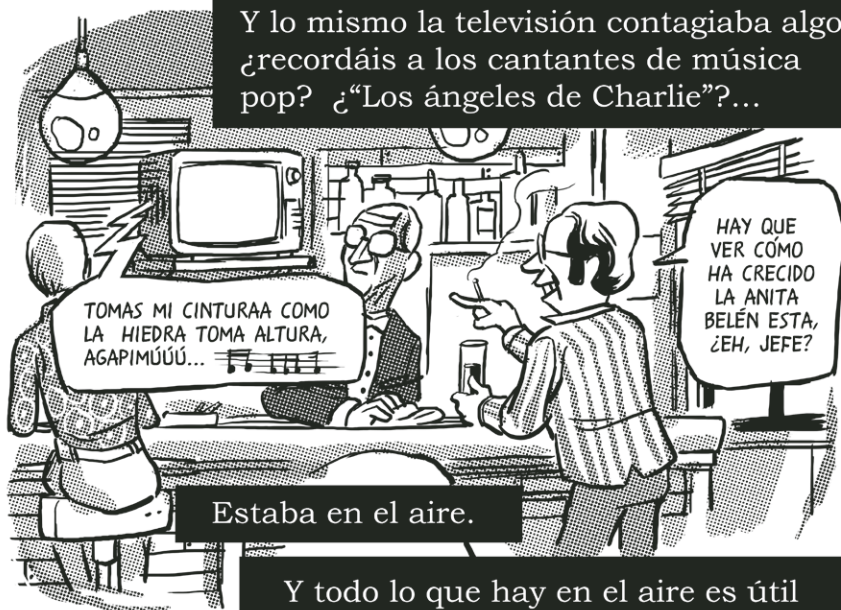 Y lo mismo la televisión contagiaba algo
¿recordáis a los cantantes de música
pop? ¿“Los ángeles de Charlie”?...
TOMAS MI CINTURAA COMO
LA HIEDRA TOMA ALTURA,
AGAPIMÚÚÚ...
HAY QUE
VER CÓMO
HA CRECIDO
LA ANITA
BELÉN ESTA,
¿EH, JEFE?
Estaba en el aire.
Y todo lo que hay en el aire es útil